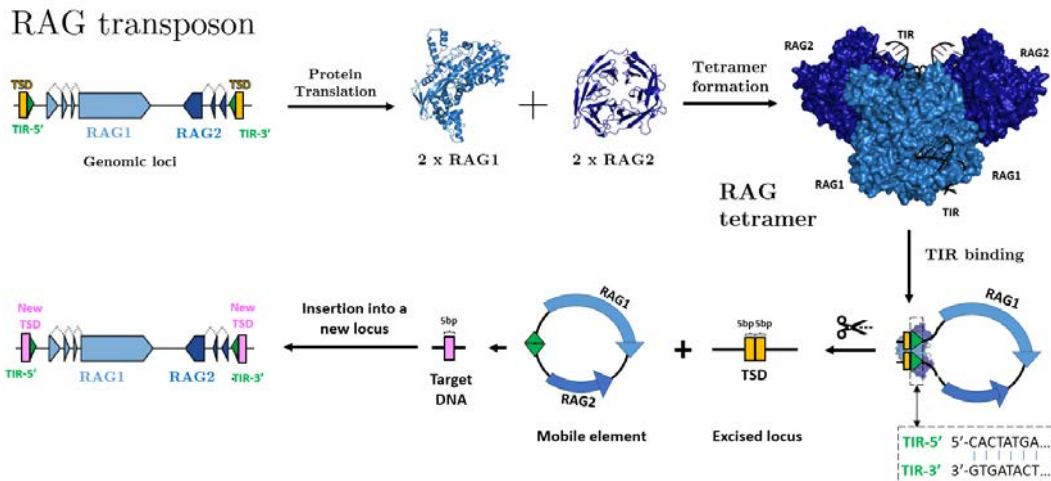 RAG transposon
TSD
TSD
TIR-5'
RAG1
RAG2
TIR-3'
Genomic loci
Protein
Translation
2 x RAG1
2 x RAG2
Tetramer
formation
TIR
RAG2
RAG2
RAG1
RAG1
TIR
RAG
tetramer
TIR binding
RAG1
RAG2
TIR-5' 5'-CACTATGA...
TIR-3' 3'-GTGATACT...
5bp 5bp
TSD
Excised locus
RAG1
RAG2
Mobile element
5bp
Target
DNA
Insertion into a
new locus
New
TSD
New
TSD
TIR-5'
RAG1
RAG2
TIR-3'